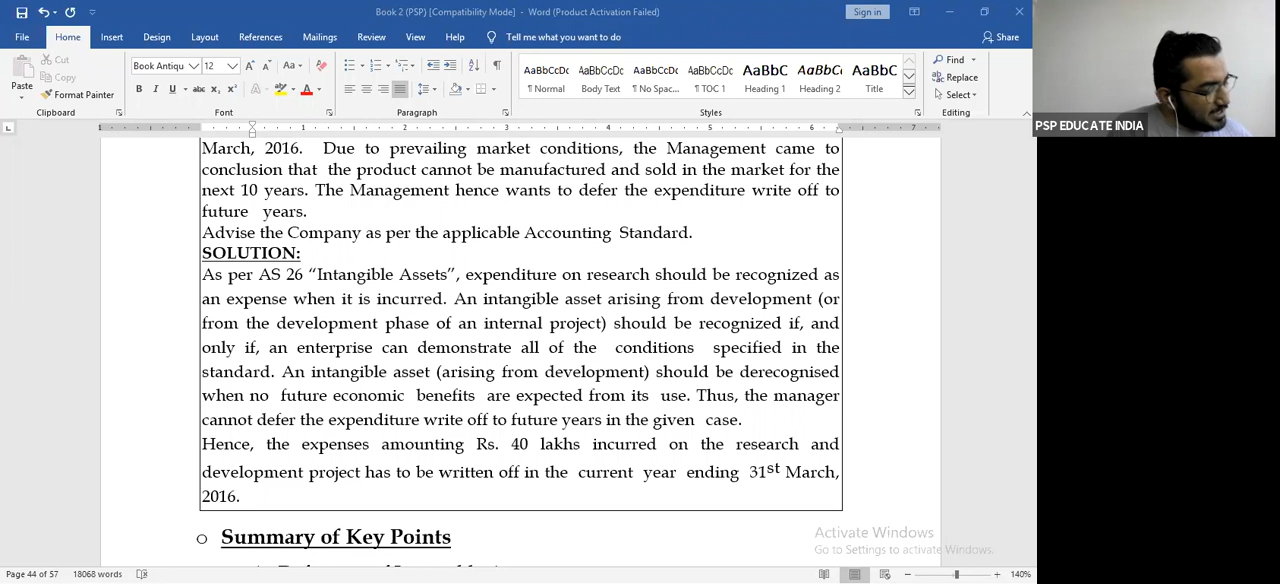 Book 2 (PSP) [Compatibility Mode] - Word (Product Activation Failed)
Sign in
File Home Insert Design Layout References Mailings Review View Help Tell me what you want to do Share
Paste
Cut
Copy
Format Painter
Clipboard
Book Antiqu 12
Font
Paragraph
AaBbCcDc AaBbCcDc AaBbCcDc AaBbCcDc AaBbC AaBbC AaBbC
¶ Normal Body Text ¶ No Spac... ¶ TOC 1 Heading 1 Heading 2 Title
Styles
Find
Replace
Select
Editing
PSP EDUCATE INDIA
March, 2016. Due to prevailing market conditions, the Management came to
conclusion that the product cannot be manufactured and sold in the market for the
next 10 years. The Management hence wants to defer the expenditure write off to
future years.
Advise the Company as per the applicable Accounting Standard.
SOLUTION:
As per AS 26 “Intangible Assets”, expenditure on research should be recognized as
an expense when it is incurred. An intangible asset arising from development (or
from the development phase of an internal project) should be recognized if, and
only if, an enterprise can demonstrate all of the conditions specified in the
standard. An intangible asset (arising from development) should be derecognised
when no future economic benefits are expected from its use. Thus, the manager
cannot defer the expenditure write off to future years in the given case.
Hence, the expenses amounting Rs. 40 lakhs incurred on the research and
development project has to be written off in the current year ending 31st March,
2016.
o Summary of Key Points
Activate Windows
Go to Settings to activate Windows.
Page 44 of 57 18068 words 140%